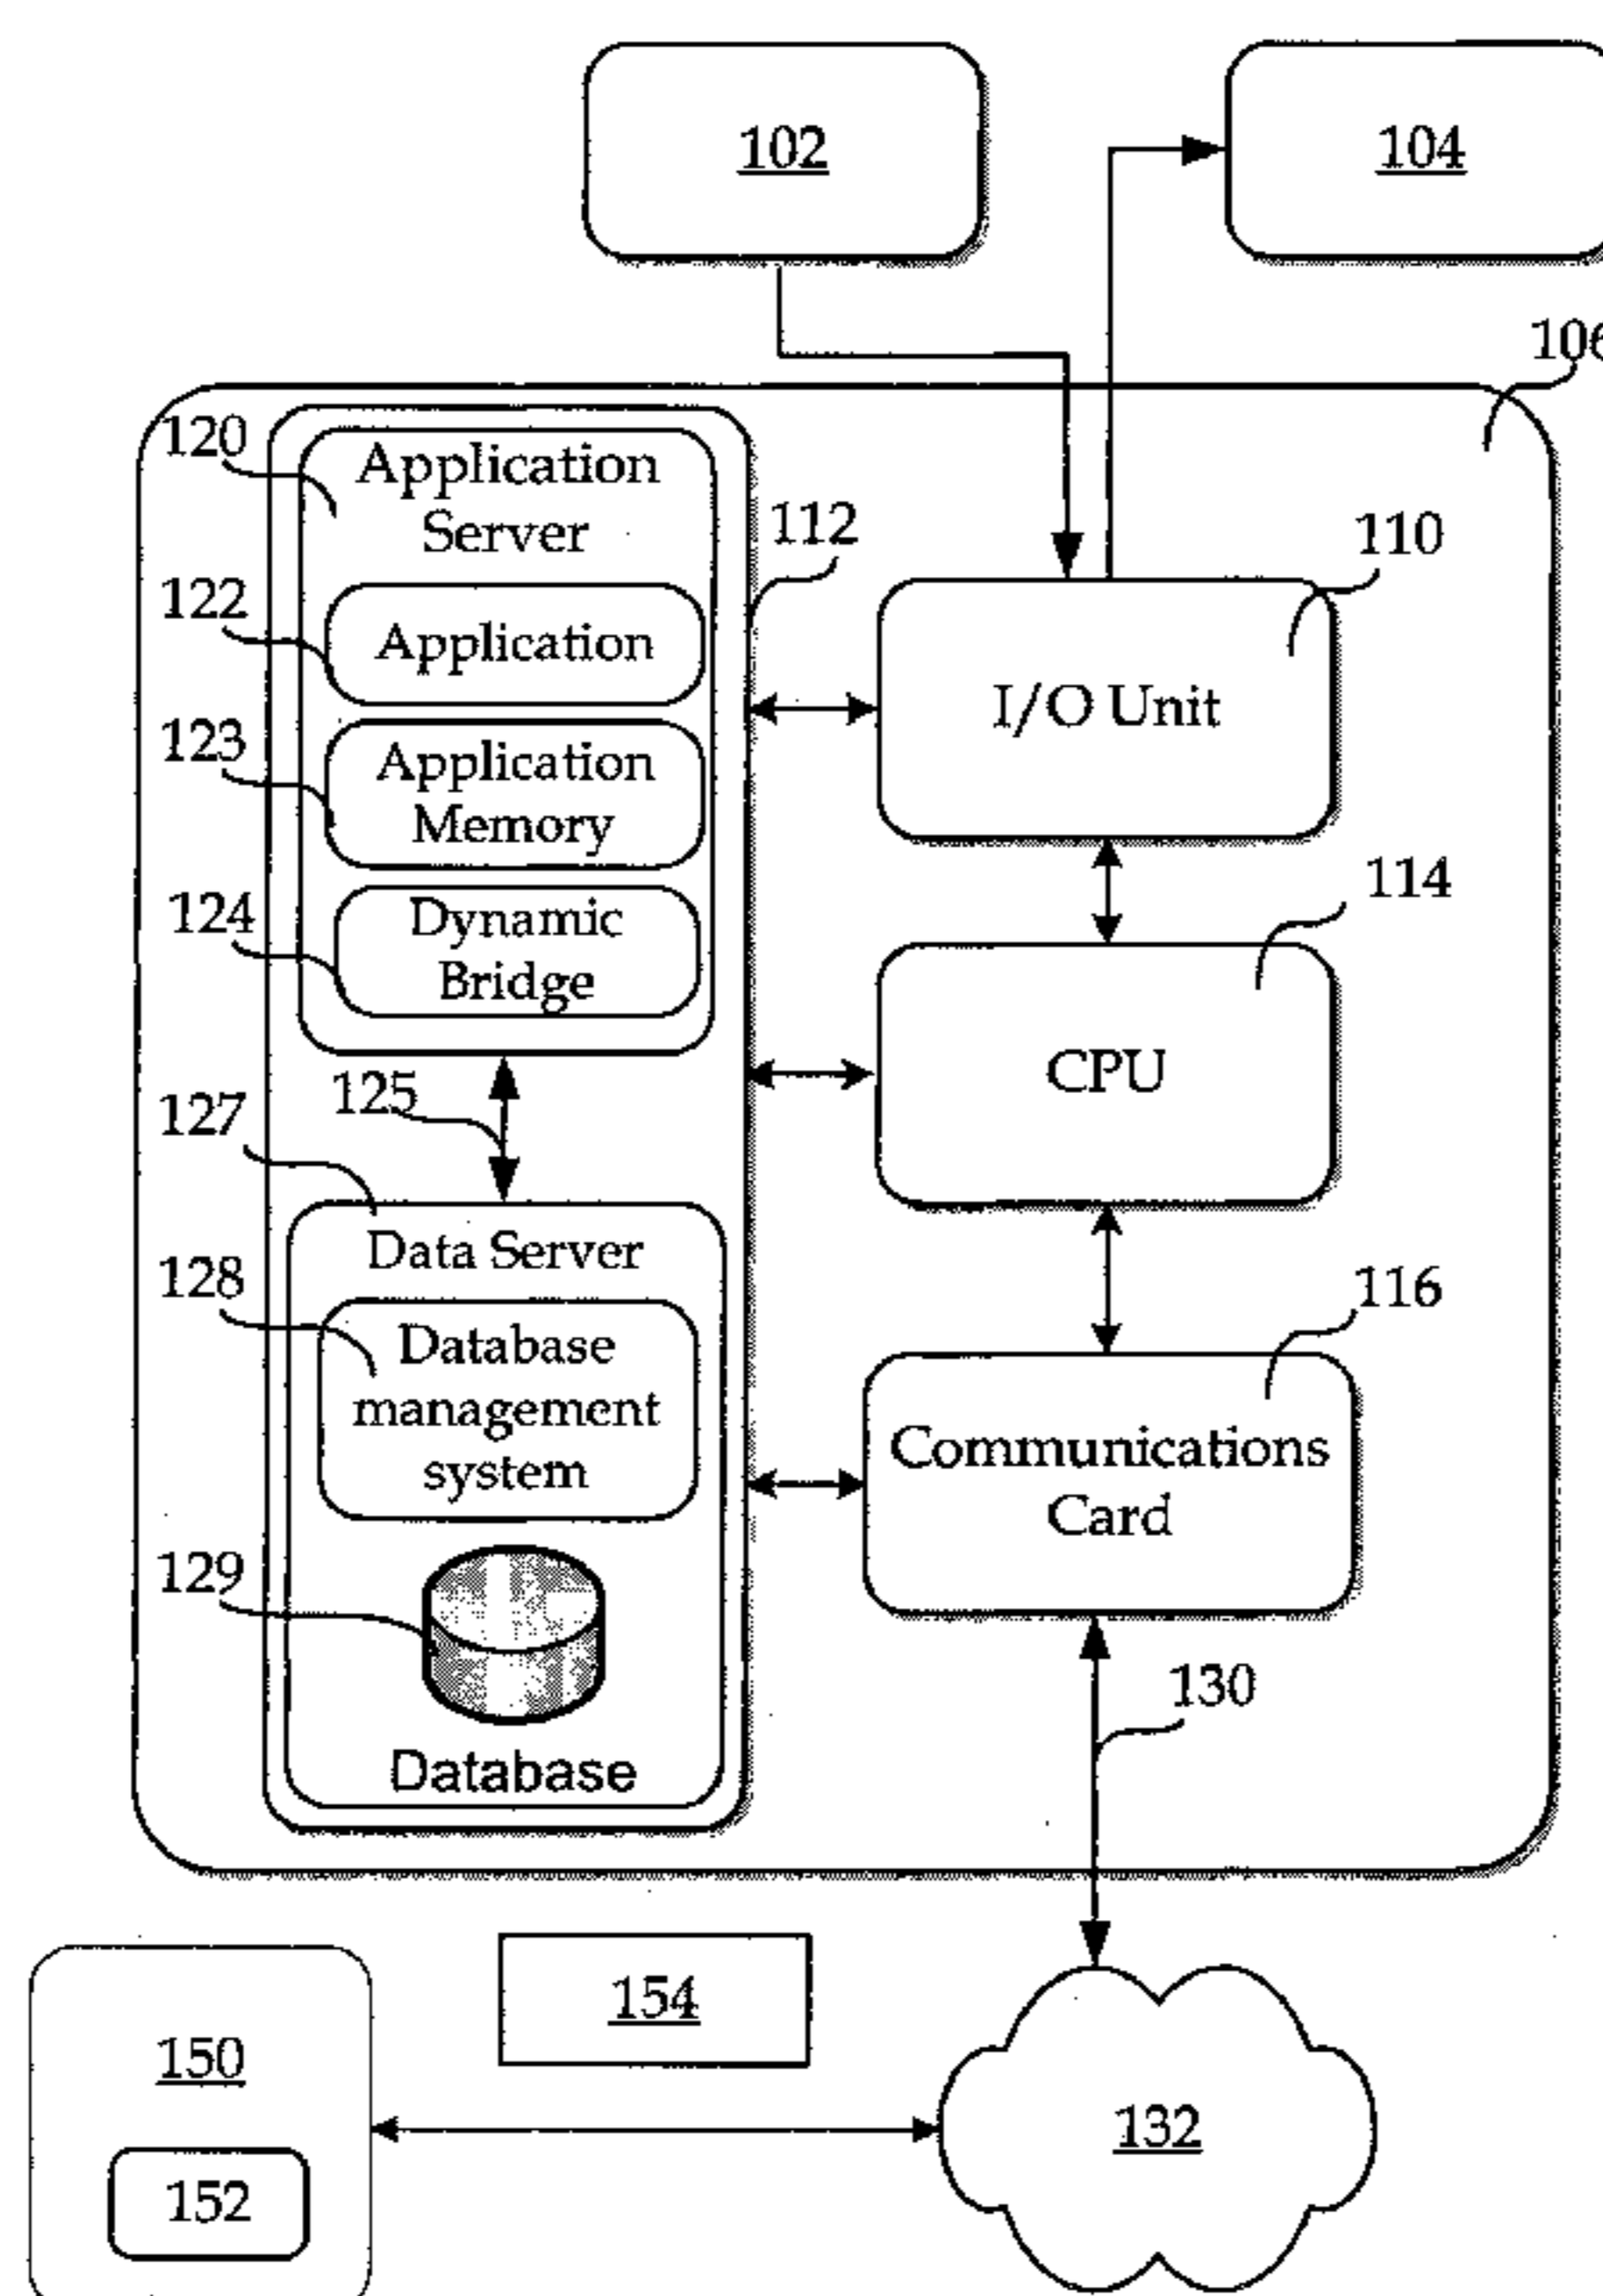 102
104
106
120
Application
Server
112
110
122
Application
I/O Unit
123
Application
Memory
114
124
Dynamic
Bridge
CPU
125
127
Data Server
128
Database
management
system
116
Communications
Card
129
130
Database
154
150
132
152